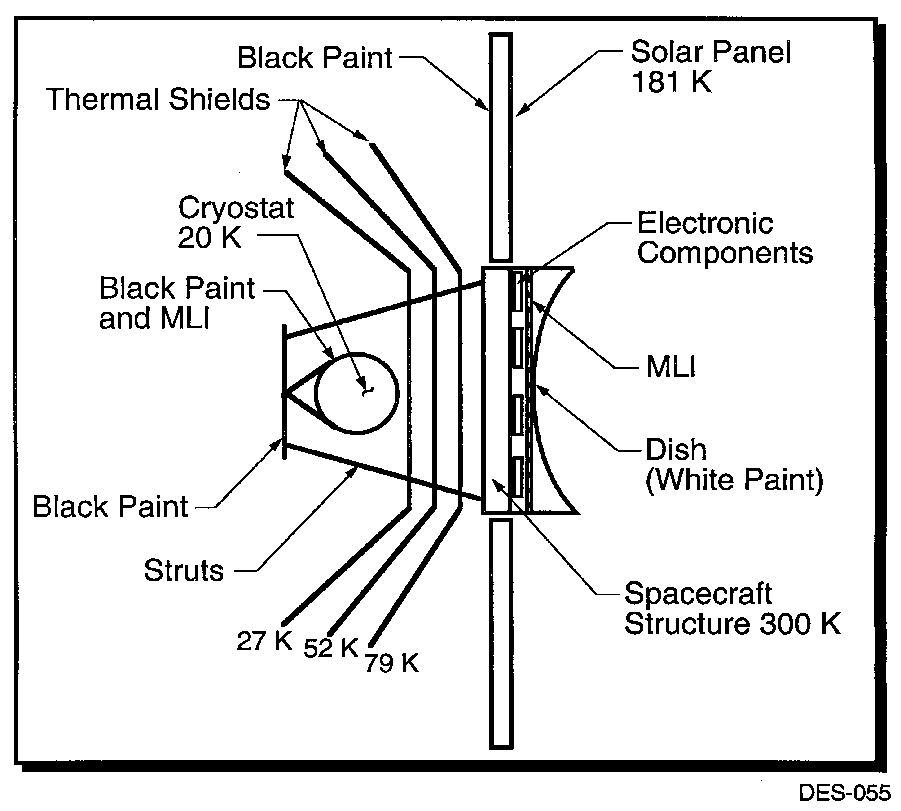 Black Paint
Solar Panel
181 K
Thermal Shields
Cryostat
20 K
Electronic
Components
Black Paint
and MLI
MLI
Dish
(White Paint)
Black Paint
Struts
Spacecraft
Structure 300 K
27 K
52 K
79 K
DES-055